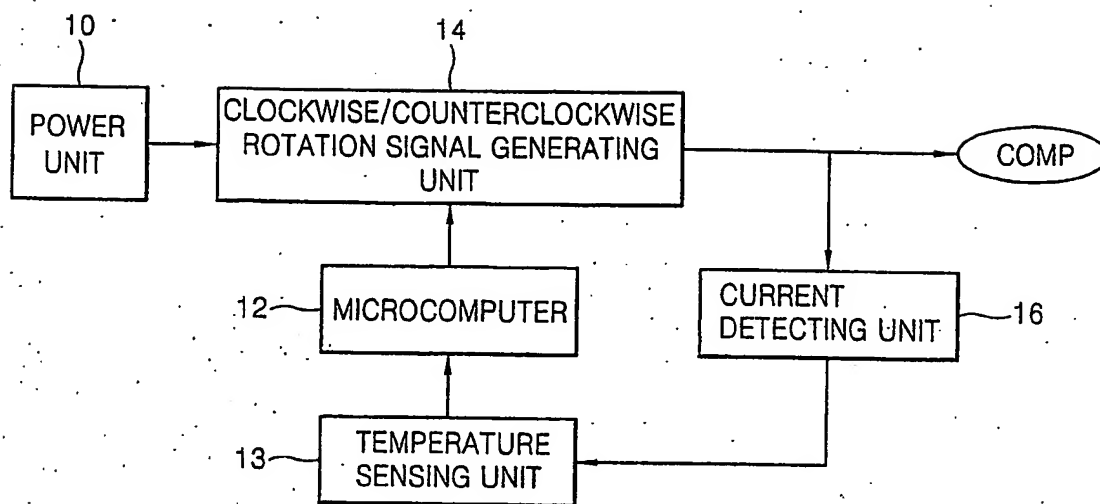 10
14
POWER
UNIT
CLOCKWISE/COUNTERCLOCKWISE
ROTATION SIGNAL GENERATING
UNIT
COMP
12
MICROCOMPUTER
CURRENT
DETECTING UNIT
16
13
TEMPERATURE
SENSING UNIT